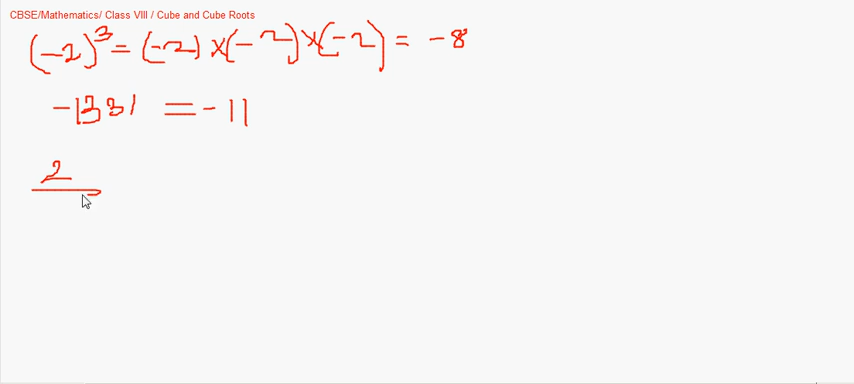 CBSE/Mathematics/ Class VIII / Cube and Cube Roots
(-2)³ = (-2) × (-2) × (-2) = -8
-1331 = -11
2